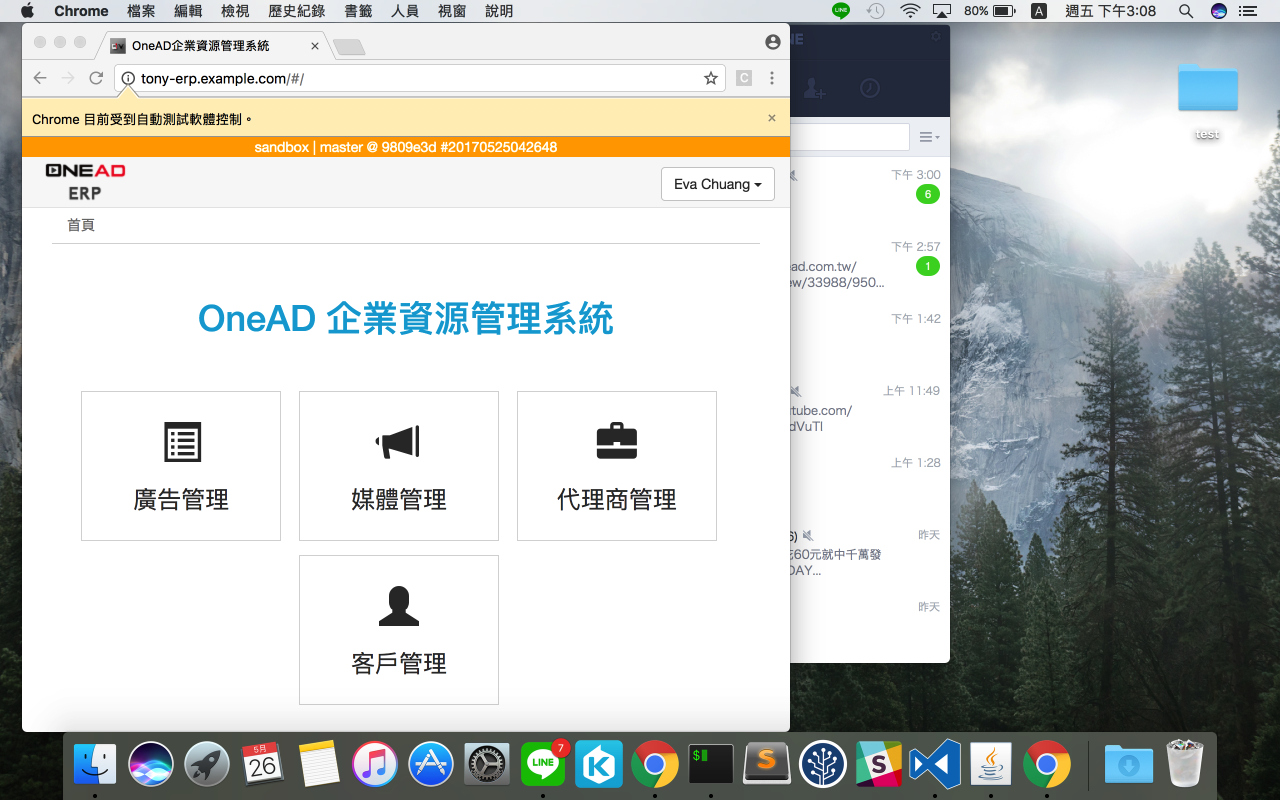 Chrome 檔案 編輯 檢視 歷史紀錄 書籤 人員 視窗 說明 LINE 80% A 週五 下午3:08
OneAD企業資源管理系統
tony-erp.example.com/#/
C
Chrome 目前受到自動測試軟體控制。
sandbox | master @ 9809e3d #20170525042648
ONEAD
ERP
Eva Chuang
首頁
OneAD 企業資源管理系統
廣告管理
媒體管理
代理商管理
客戶管理
NE
下午 3:00
6
下午 2:57
ad.com.tw/
ew/33988/950...
1
下午 1:42
上午 11:49
utube.com/
dVuTI
上午 1:28
6)
昨天
元60元就中千萬發
DAY...
昨天
test
5月
26
LINE
7
K
$
S
S